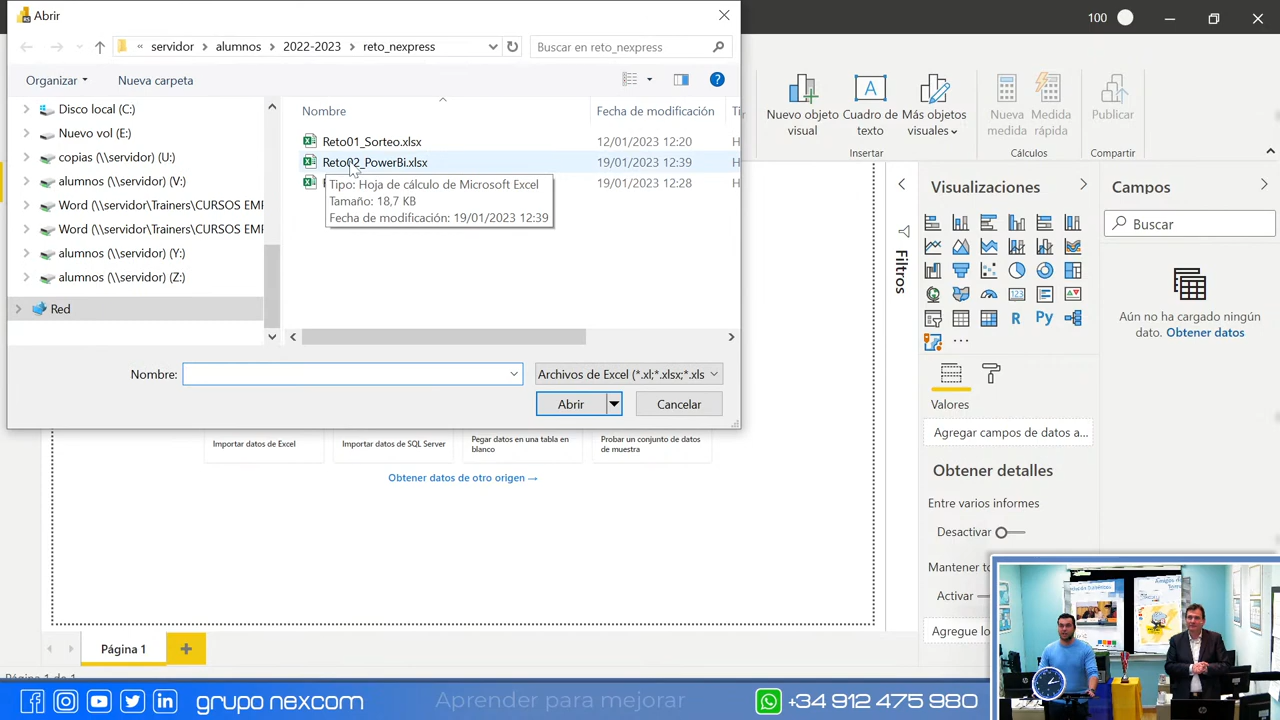 Abrir
100
« servidor > alumnos > 2022-2023 > reto_nexpress
Buscar en reto_nexpress
Organizar
Nueva carpeta
Disco local (C:)
Nuevo vol (E:)
copias (\\servidor) (U:)
alumnos (\\servidor) (V:)
Word (\\servidor\Trainers\CURSOS EMF
Word (\\servidor\Trainers\CURSOS EMF
alumnos (\\servidor) (Y:)
alumnos (\\servidor) (Z:)
Red
Nombre
Fecha de modificación
Reto01_Sorteo.xlsx
12/01/2023 12:20
Reto02_PowerBi.xlsx
19/01/2023 12:39
19/01/2023 12:28
Tipo: Hoja de cálculo de Microsoft Excel
Tamaño: 18,7 KB
Fecha de modificación: 19/01/2023 12:39
Nombre:
Archivos de Excel (*.xl;*.xlsx;*.xls
Abrir
Cancelar
Nuevo objeto visual
Cuadro de texto
Más objetos visuales
Insertar
Nueva medida
Medida rápida
Cálculos
Publicar
Compartir
Filtros
Visualizaciones
R
Py
Valores
Agregar campos de datos a...
Obtener detalles
Entre varios informes
Desactivar
Mantener to
Activar
Agregue lo
Campos
Buscar
Aún no ha cargado ningún
dato. Obtener datos
Importar datos de Excel
Importar datos de SQL Server
Pegar datos en una tabla en
blanco
Probar un conjunto de datos
de muestra
Obtener datos de otro origen →
Página 1
grupo nexcom
Aprender para mejorar
+34 912 475 980